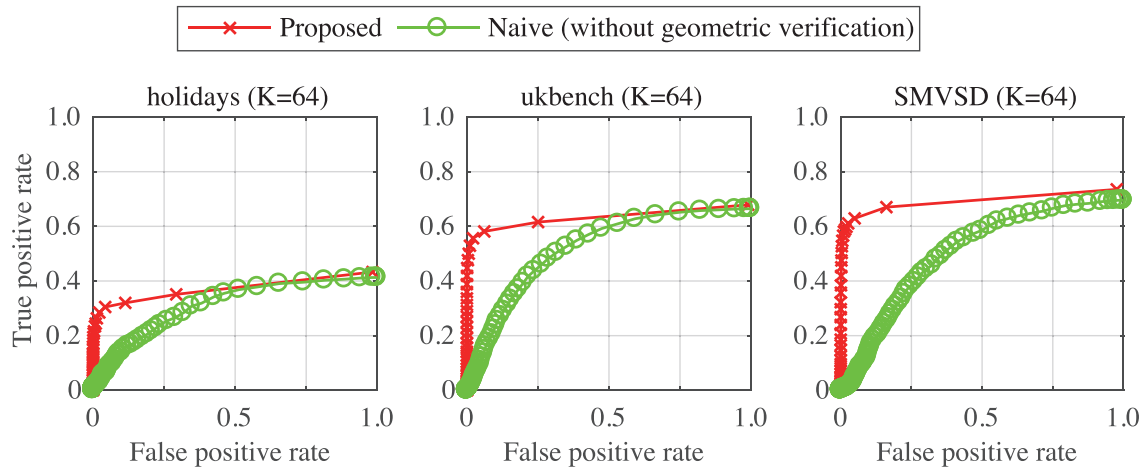 Proposed Naive (without geometric verification)
holidays (K=64) ukbench (K=64) SMVSD (K=64)
1.0 1.0 1.0
0.8 0.8 0.8
0.6 0.6 0.6
0.4 0.4 0.4
0.2 0.2 0.2
0 0 0
True positive rate
0 0.5 1.0 0 0.5 1.0 0 0.5 1.0
False positive rate False positive rate False positive rate